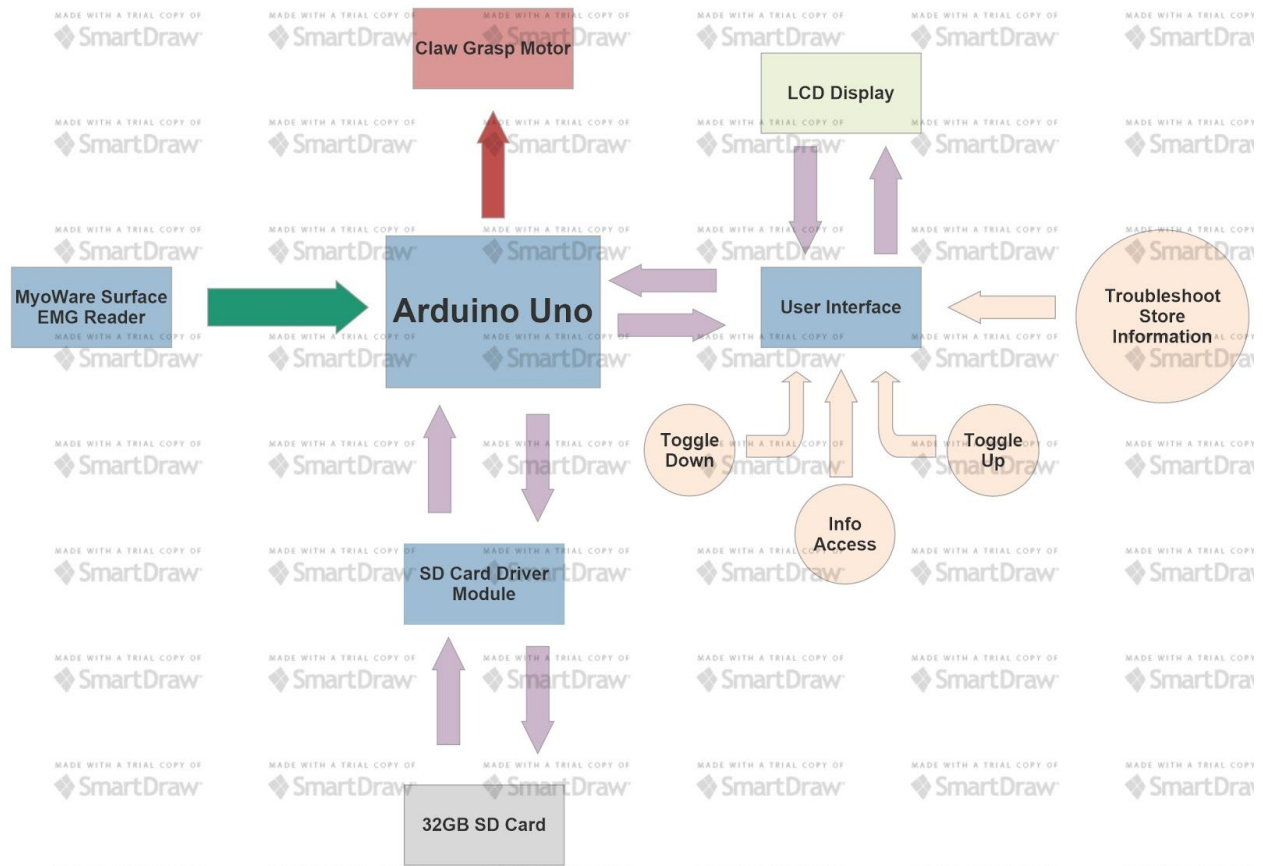 Claw Grasp Motor
LCD Display
MyoWare Surface
EMG Reader
Arduino Uno
User Interface
Troubleshoot
Store
Information
Toggle
Down
Info
Access
Toggle
Up
SD Card Driver
Module
32GB SD Card
MADE WITH A TRIAL COPY OF
SmartDraw